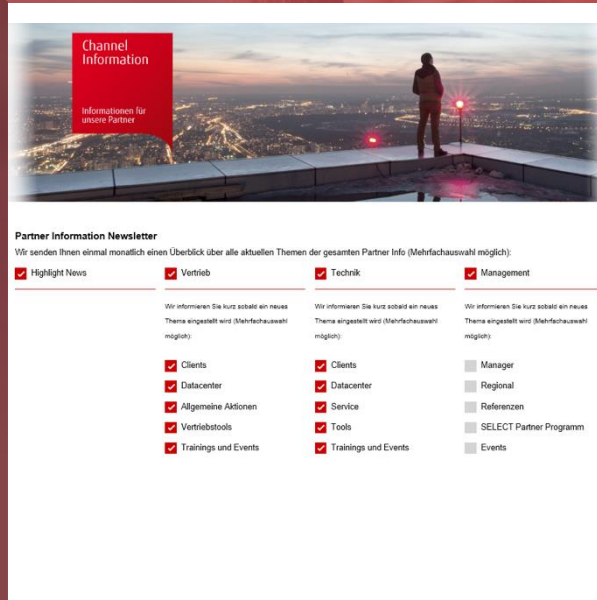 Channel
Information
Informationen für
unsere Partner
Partner Information Newsletter
Wir senden Ihnen einmal monatlich einen Überblick über alle aktuellen Themen der gesamten Partner Info (Mehrfachauswahl möglich):
Highlight News
Vertrieb
Technik
Management
Wir informieren Sie kurz sobald ein neues
Thema eingestellt wird (Mehrfachauswahl
möglich):
Wir informieren Sie kurz sobald ein neues
Thema eingestellt wird (Mehrfachauswahl
möglich):
Wir informieren Sie kurz sobald ein neues
Thema eingestellt wird (Mehrfachauswahl
möglich):
Clients
Datacenter
Allgemeine Aktionen
Vertriebstools
Trainings und Events
Clients
Datacenter
Service
Tools
Trainings und Events
Manager
Regional
Referenzen
SELECT Partner Programm
Events